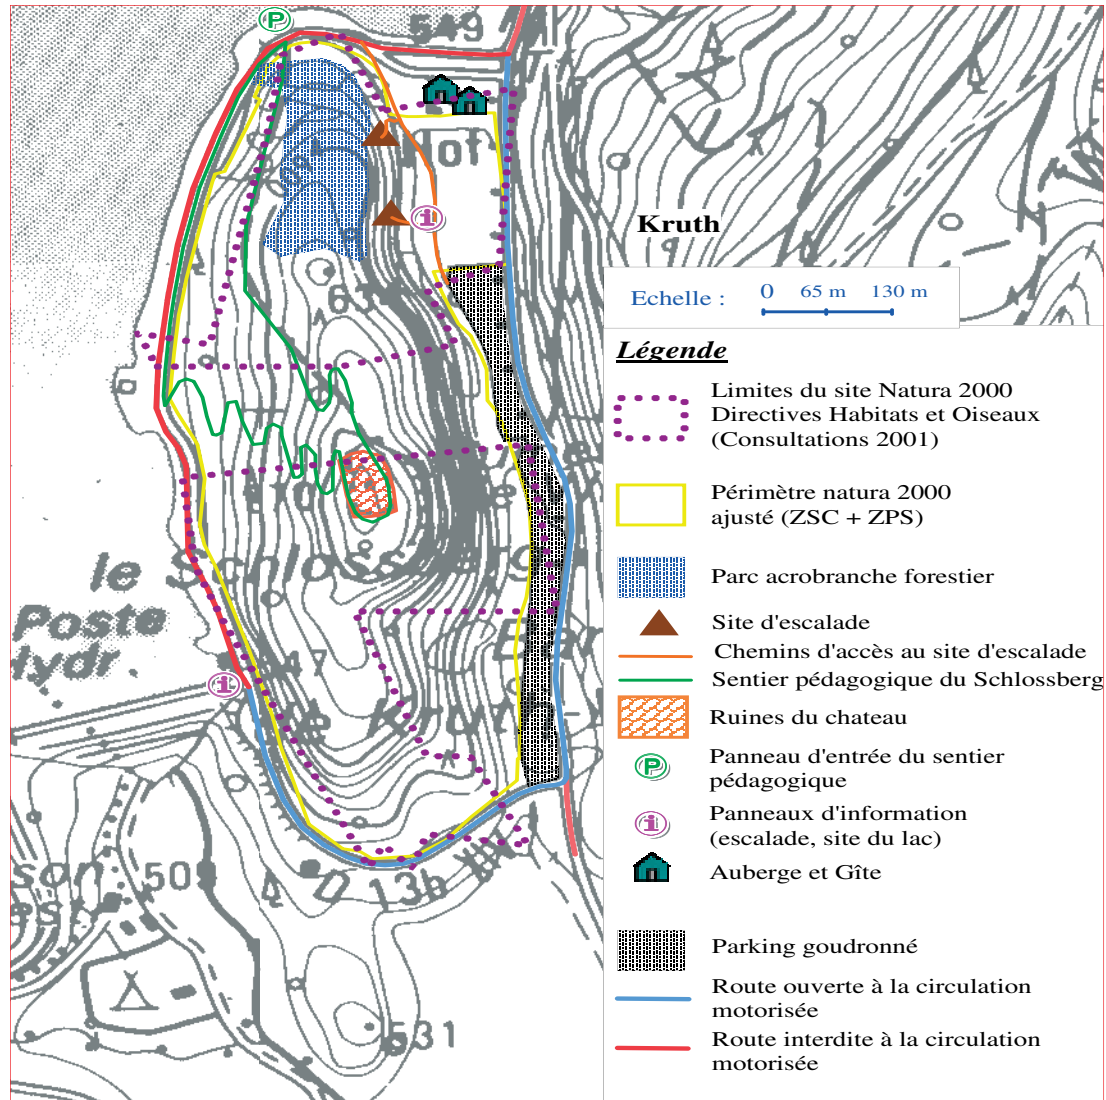 P
549
Hof
Kruth
Echelle :
0 65 m 130 m
Légende
Limites du site Natura 2000
Directives Habitats et Oiseaux
(Consultations 2001)
Périmètre natura 2000
ajusté (ZSC + ZPS)
le
Poste
Hydr.
Parc acrobranche forestier
Site d'escalade
Chemins d'accès au site d'escalade
Sentier pédagogique du Schlossberg
Ruines du chateau
P
Panneau d'entrée du sentier
pédagogique
i
Panneaux d'information
(escalade, site du lac)
Auberge et Gîte
Parking goudronné
Route ouverte à la circulation
motorisée
Route interdite à la circulation
motorisée
i
i
D 13b
531